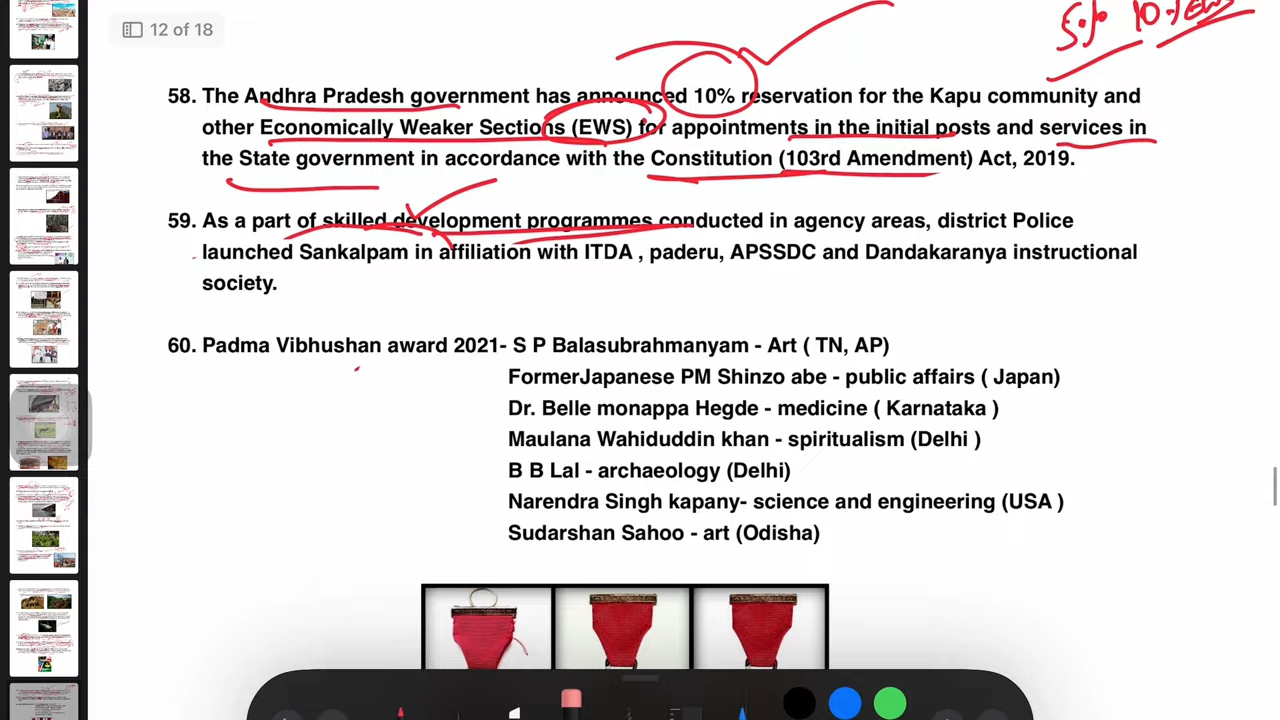 12 of 18
5% 10% EWS
58. The Andhra Pradesh government has announced 10% reservation for the Kapu community and
other Economically Weaker Sections (EWS) for appointments in the initial posts and services in
the State government in accordance with the Constitution (103rd Amendment) Act, 2019.
59. As a part of skilled development programmes conducted in agency areas, district Police
launched Sankalpam in affiliation with ITDA , paderu, APSSDC and Dandakaranya instructional
society.
60. Padma Vibhushan award 2021- S P Balasubrahmanyam - Art ( TN, AP)
FormerJapanese PM Shinzo abe - public affairs ( Japan)
Dr. Belle monappa Hegde - medicine ( Karnataka )
Maulana Wahiduddin khan - spiritualism (Delhi )
B B Lal - archaeology (Delhi)
Narendra Singh kapany- science and engineering (USA )
Sudarshan Sahoo - art (Odisha)